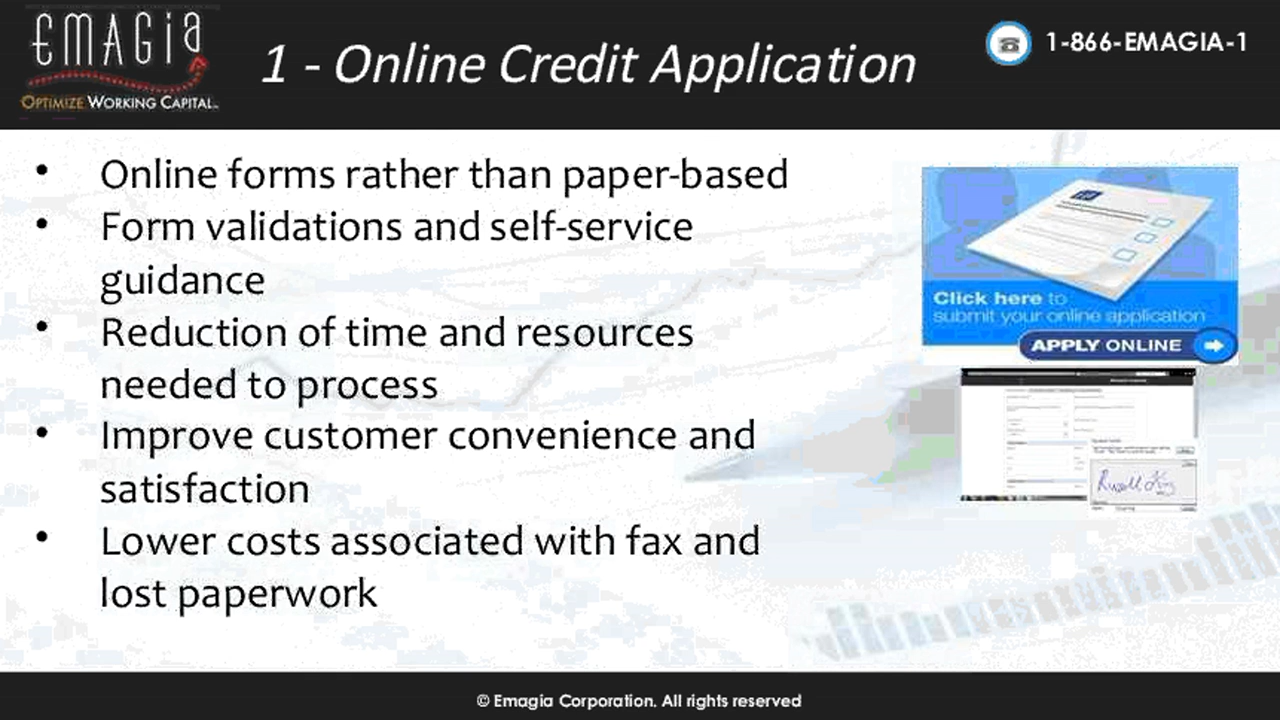 EMAGIA
OPTIMIZE WORKING CAPITAL
1 - Online Credit Application
1-866-EMAGIA-1
• Online forms rather than paper-based
• Form validations and self-service
guidance
• Reduction of time and resources
needed to process
• Improve customer convenience and
satisfaction
• Lower costs associated with fax and
lost paperwork
Click here to
submit your online application
APPLY ONLINE
© Emagia Corporation. All rights reserved